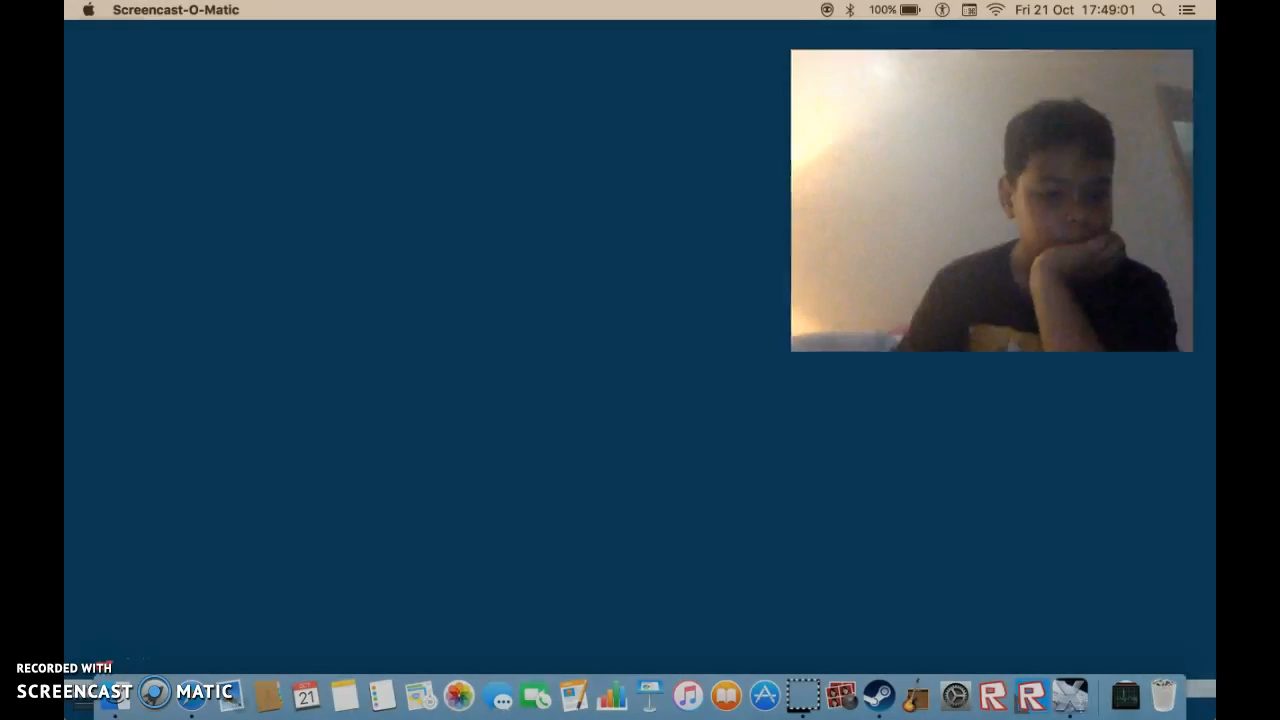 Screencast-O-Matic 100% Fri 21 Oct 17:49:01
RECORDED WITH
SCREENCAST MATIC
21